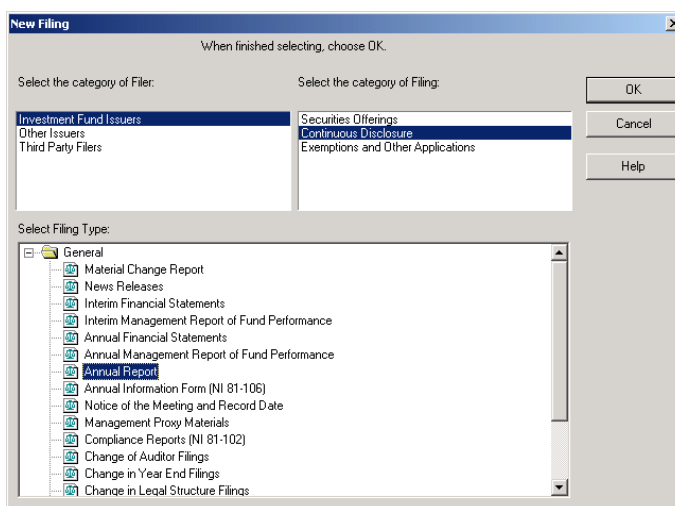 New Filing
When finished selecting, choose OK.
Select the category of Filer:
Select the category of Filing:
OK
Investment Fund Issuers
Other Issuers
Third Party Filers
Securities Offerings
Continuous Disclosure
Exemptions and Other Applications
Cancel
Help
Select Filing Type:
General
Material Change Report
News Releases
Interim Financial Statements
Interim Management Report of Fund Performance
Annual Financial Statements
Annual Management Report of Fund Performance
Annual Report
Annual Information Form (NI 81-106)
Notice of the Meeting and Record Date
Management Proxy Materials
Compliance Reports (NI 81-102)
Change of Auditor Filings
Change in Year End Filings
Change in Legal Structure Filings